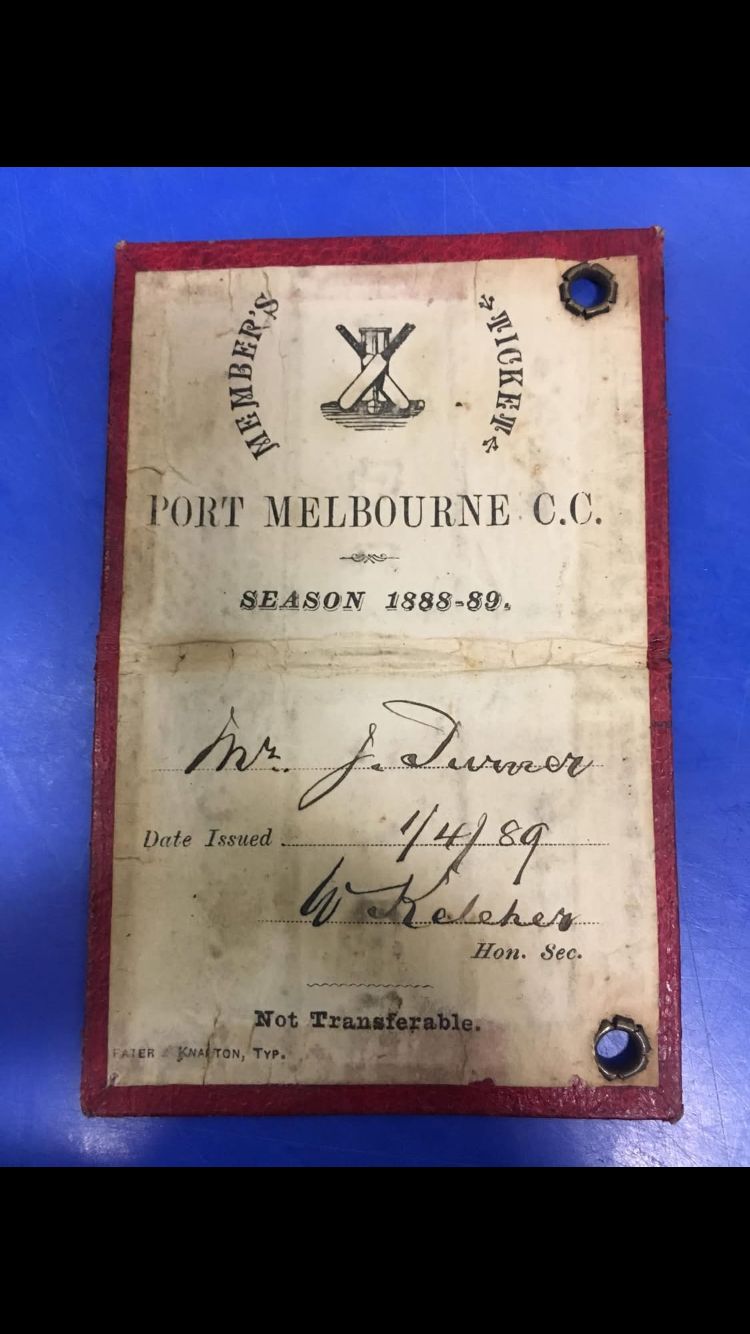 MEMBER'S TICKET
PORT MELBOURNE C.C.
SEASON 1888-89.
Mr. J. Turner
Date Issued 1/4/89
W Kelcher
Hon. Sec.
Not Transferable.
KNAPTON, TYP.